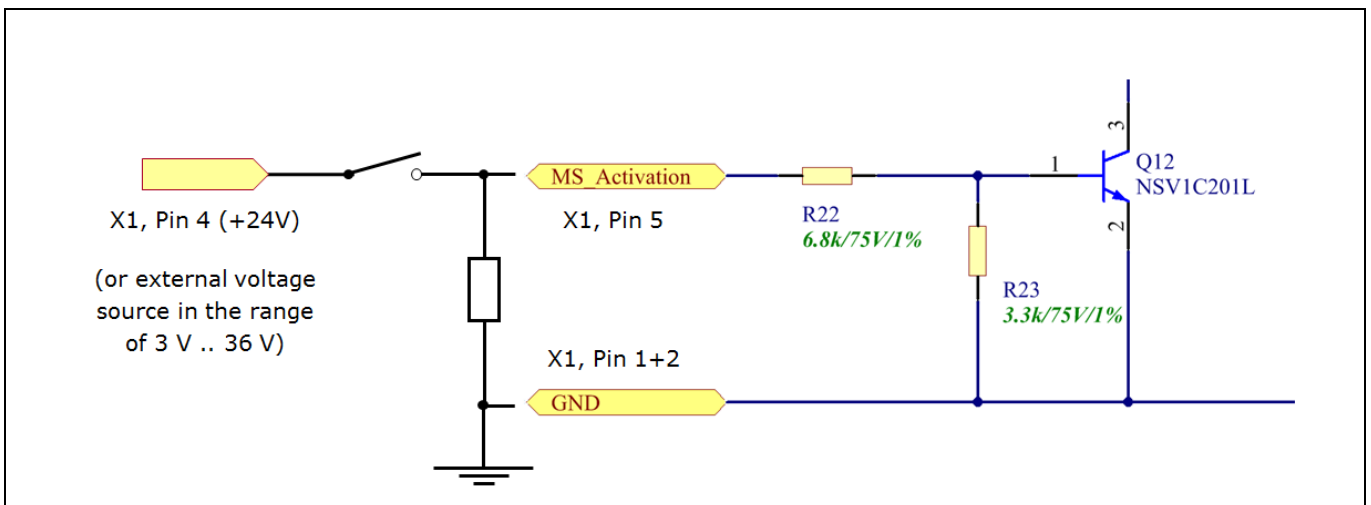 X1, Pin 4 (+24V)
(or external voltage
source in the range
of 3 V .. 36 V)
MS_Activation
X1, Pin 5
R22
6.8k/75V/1%
R23
3.3k/75V/1%
1
3
Q12
NSV1C201L
2
X1, Pin 1+2
GND